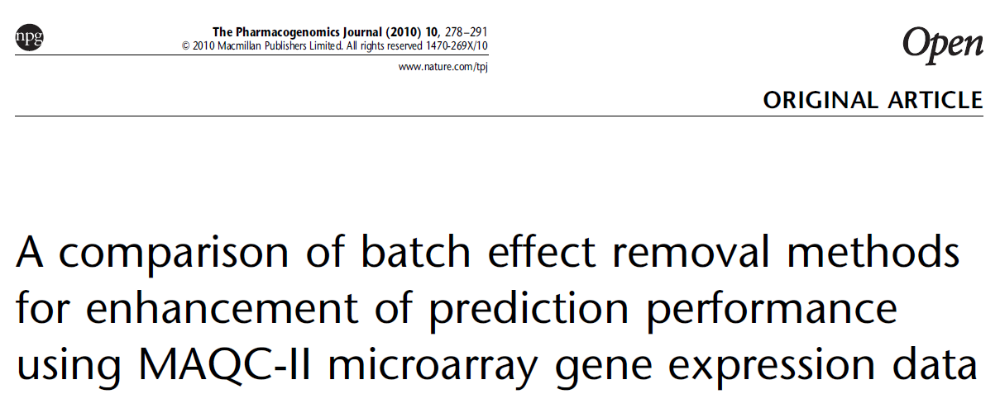 npg
The Pharmacogenomics Journal (2010) 10, 278–291
© 2010 Macmillan Publishers Limited. All rights reserved 1470-269X/10
www.nature.com/tpj
Open
ORIGINAL ARTICLE
A comparison of batch effect removal methods
for enhancement of prediction performance
using MAQC-II microarray gene expression data